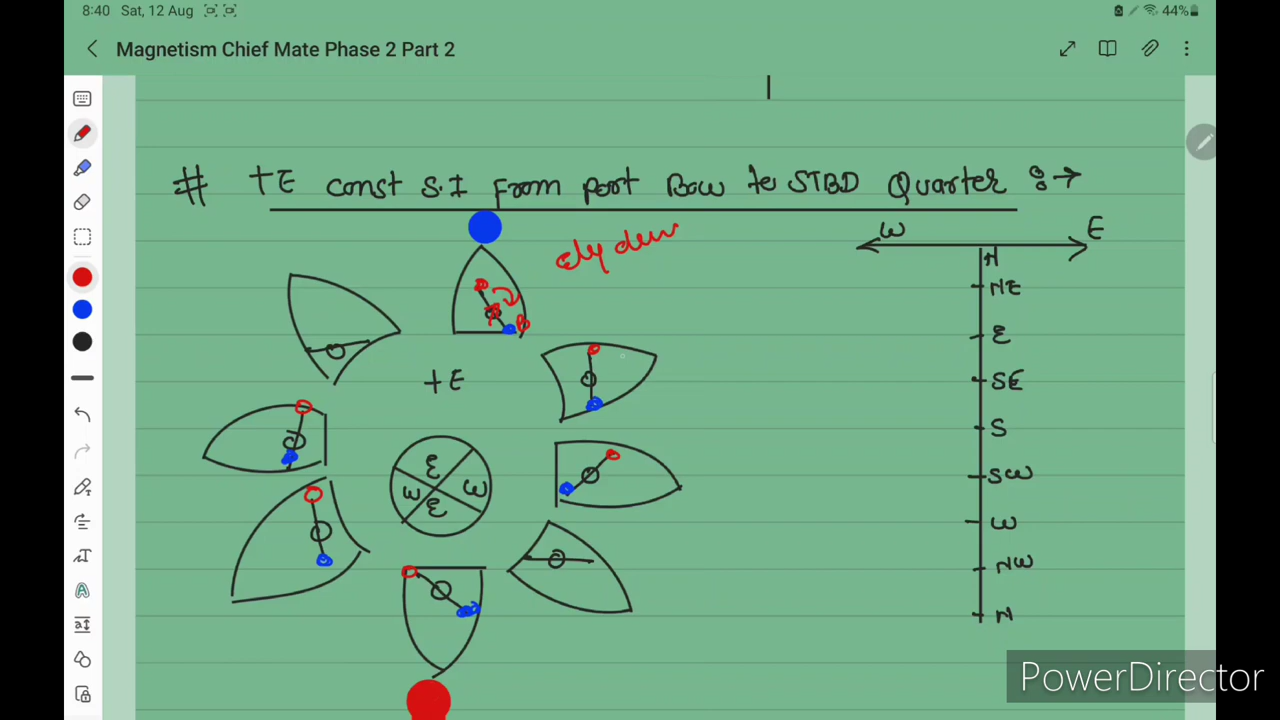 8:40 Sat, 12 Aug 44%
Magnetism Chief Mate Phase 2 Part 2
# +E const S.I From port Bow to STBD Quarter :→
W E
N
NE
E
SE
S
SW
W
NW
N
+E
E
W W
E
PowerDirector